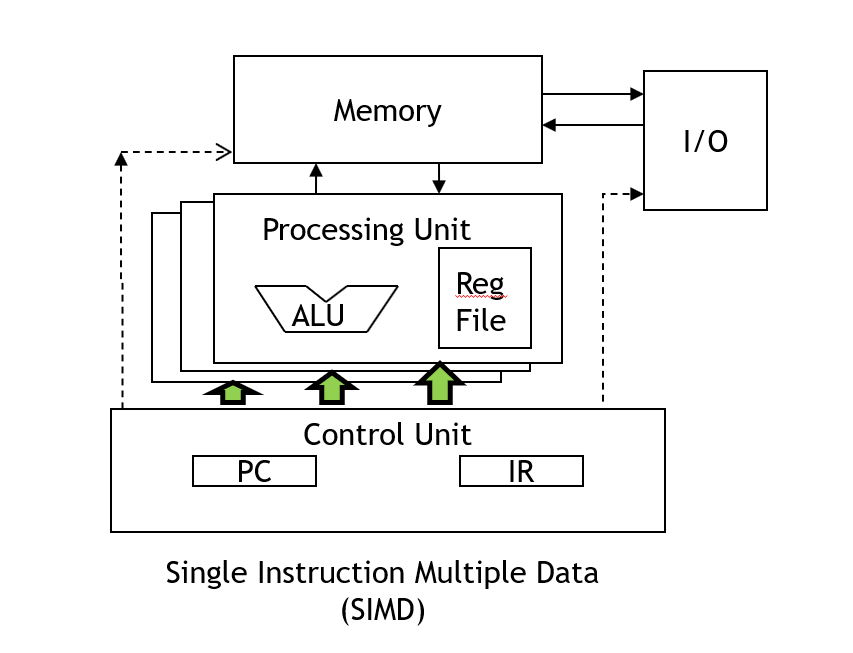 Memory
I/O
Processing Unit
ALU
Reg
File
Control Unit
PC
IR
Single Instruction Multiple Data
(SIMD)